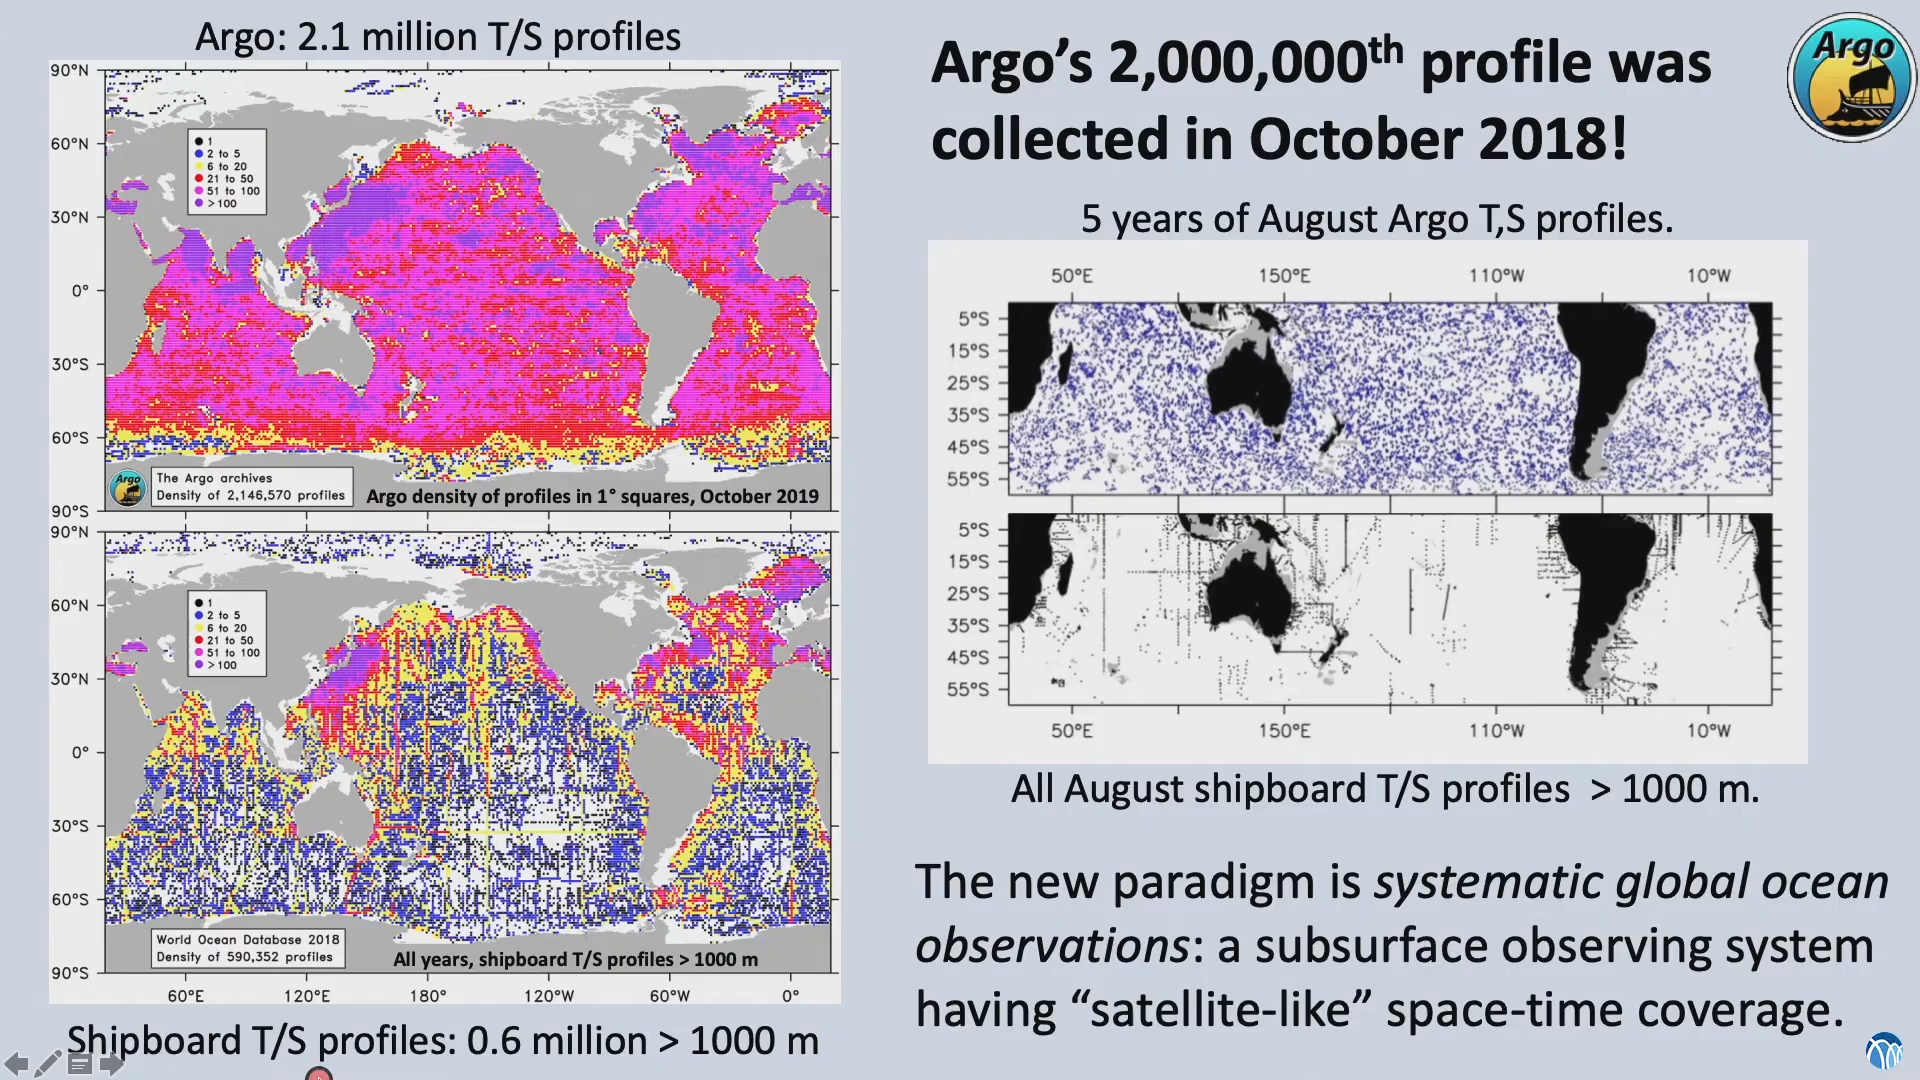 Argo: 2.1 million T/S profiles
90°N
60°N
30°N
0°
30°S
60°S
90°S
1
2 to 5
6 to 20
21 to 50
51 to 100
>100
Argo
The Argo archives
Density of 2,146,570 profiles
Argo density of profiles in 1° squares, October 2019
90°N
60°N
30°N
0°
30°S
60°S
90°S
1
2 to 5
6 to 20
21 to 50
51 to 100
>100
World Ocean Database 2018
Density of 590,352 profiles
All years, shipboard T/S profiles > 1000 m
60°E 120°E 180° 120°W 60°W 0°
Shipboard T/S profiles: 0.6 million > 1000 m
Argo's 2,000,000th profile was
collected in October 2018!
Argo
5 years of August Argo T,S profiles.
50°E 150°E 110°W 10°W
5°S
15°S
25°S
35°S
45°S
55°S
5°S
15°S
25°S
35°S
45°S
55°S
50°E 150°E 110°W 10°W
All August shipboard T/S profiles > 1000 m.
The new paradigm is systematic global ocean
observations: a subsurface observing system
having “satellite-like” space-time coverage.